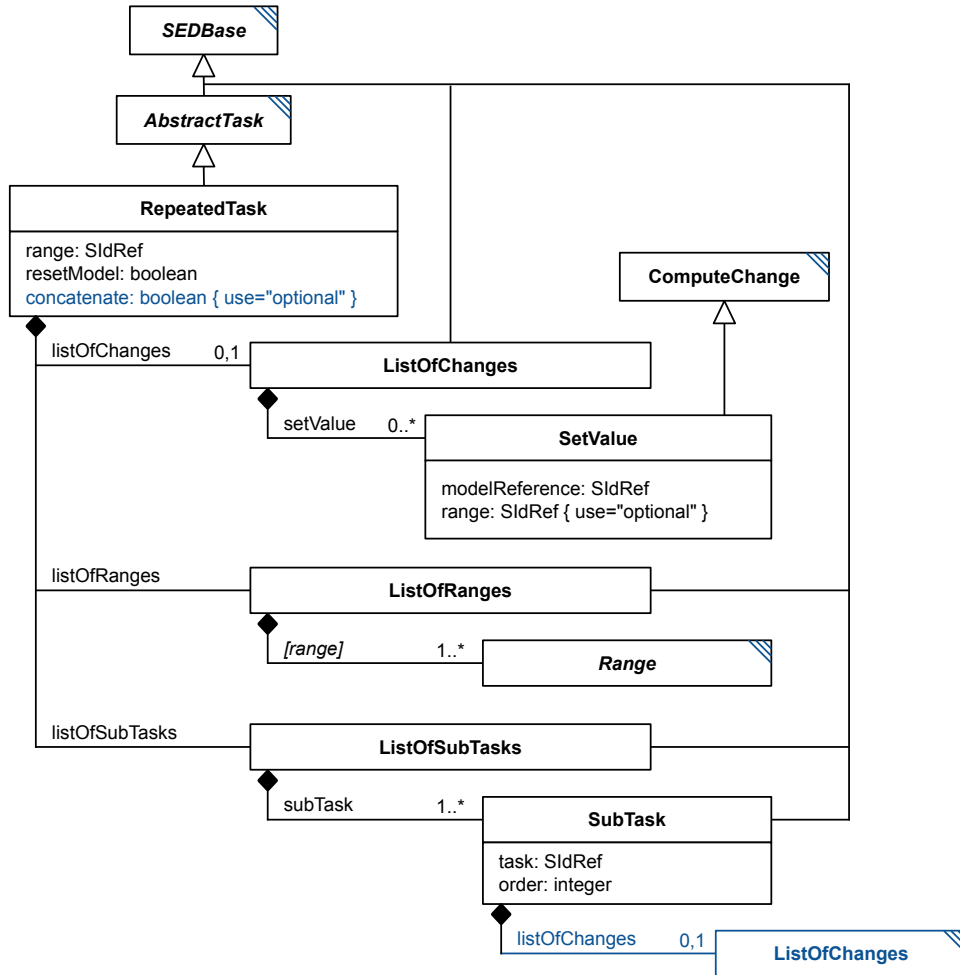 SEDBase
AbstractTask
RepeatedTask
range: SIdRef
resetModel: boolean
concatenate: boolean { use="optional" }
ComputeChange
listOfChanges 0,1
ListOfChanges
setValue 0..*
SetValue
modelReference: SIdRef
range: SIdRef { use="optional" }
listOfRanges
ListOfRanges
[range] 1..*
Range
listOfSubTasks
ListOfSubTasks
subTask 1..*
SubTask
task: SIdRef
order: integer
listOfChanges 0,1
ListOfChanges